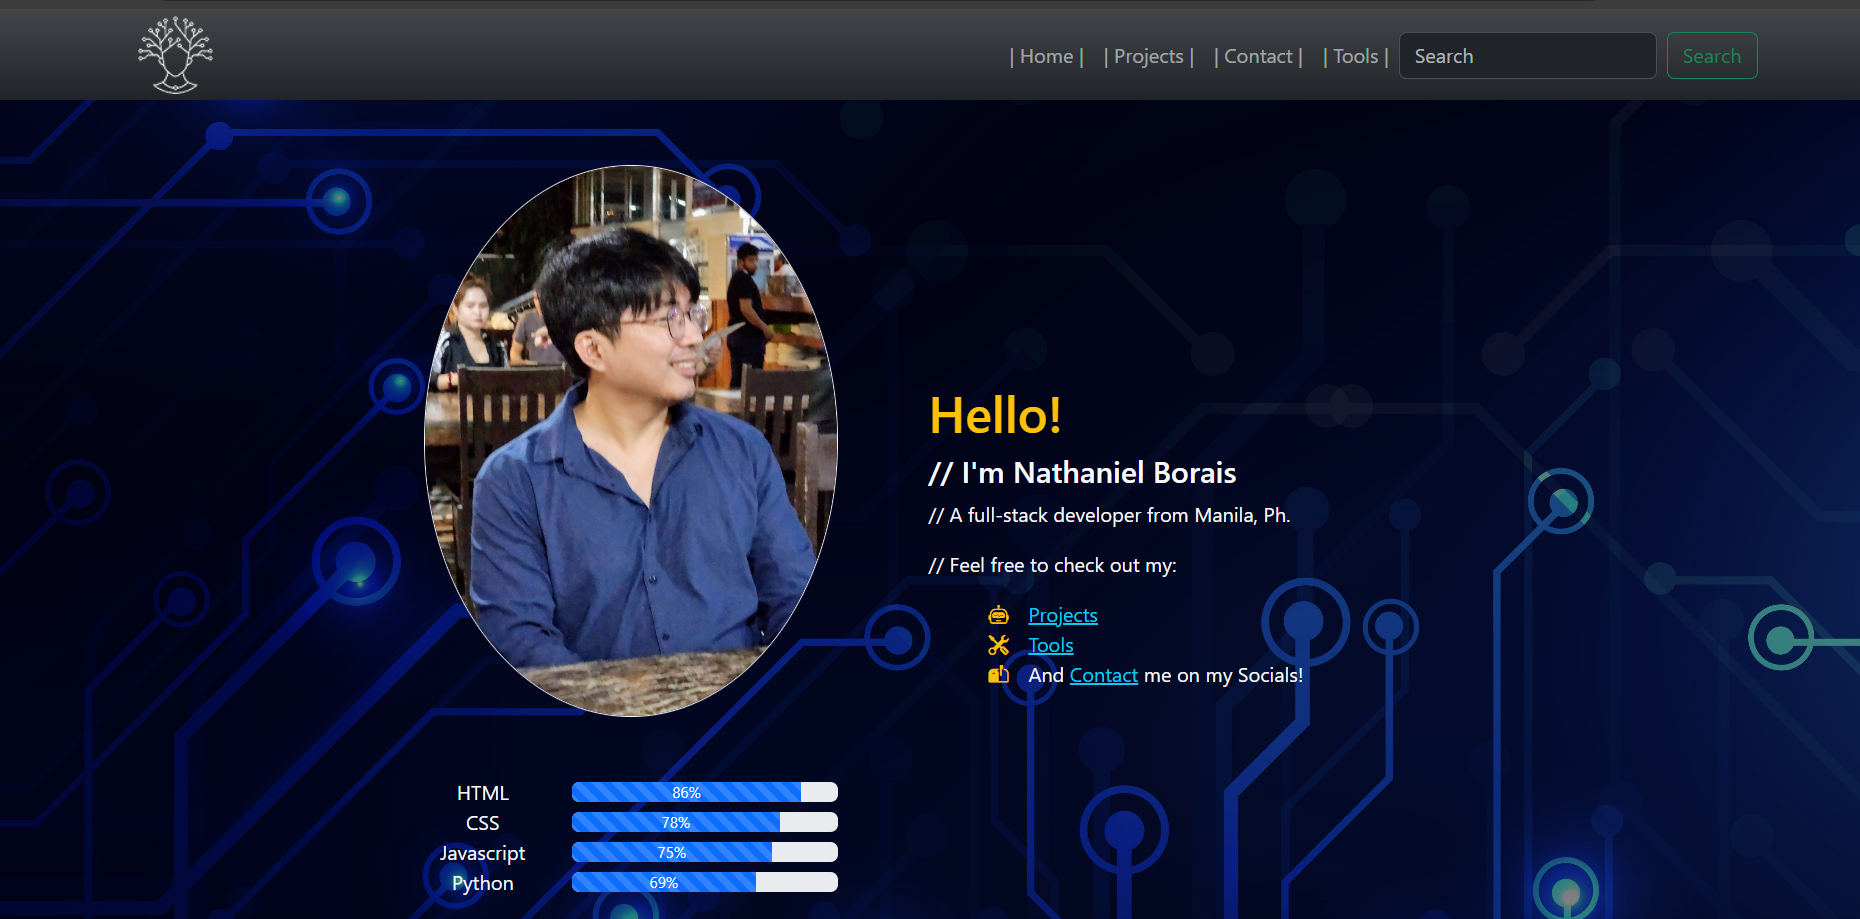 | Home | | Projects | | Contact | | Tools | Search Search
Hello!
// I'm Nathaniel Borais
// A full-stack developer from Manila, Ph.
// Feel free to check out my:
Projects
Tools
And Contact me on my Socials!
HTML 86%
CSS 78%
Javascript 75%
Python 69%